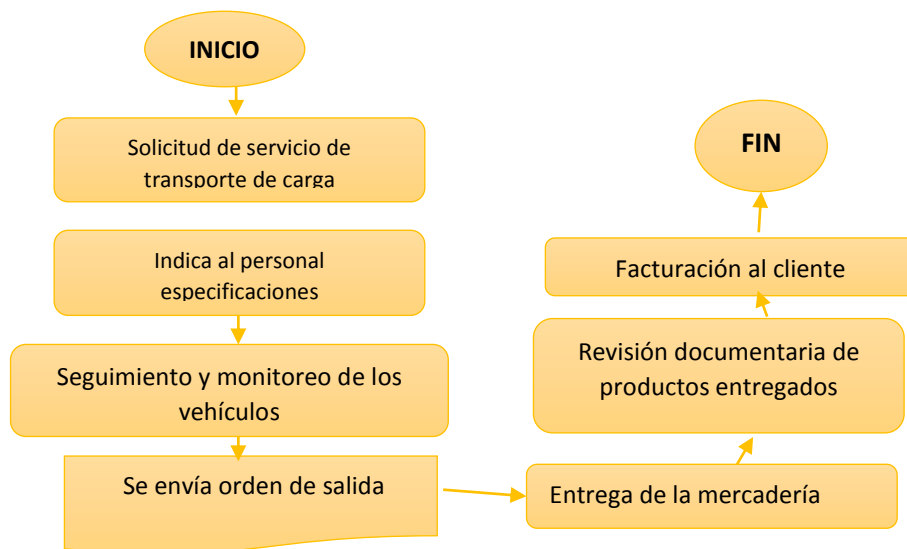 INICIO
Solicitud de servicio de
transporte de carga
Indica al personal
especificaciones
Seguimiento y monitoreo de los
vehículos
Se envía orden de salida
Entrega de la mercadería
Revisión documentaria de
productos entregados
Facturación al cliente
FIN